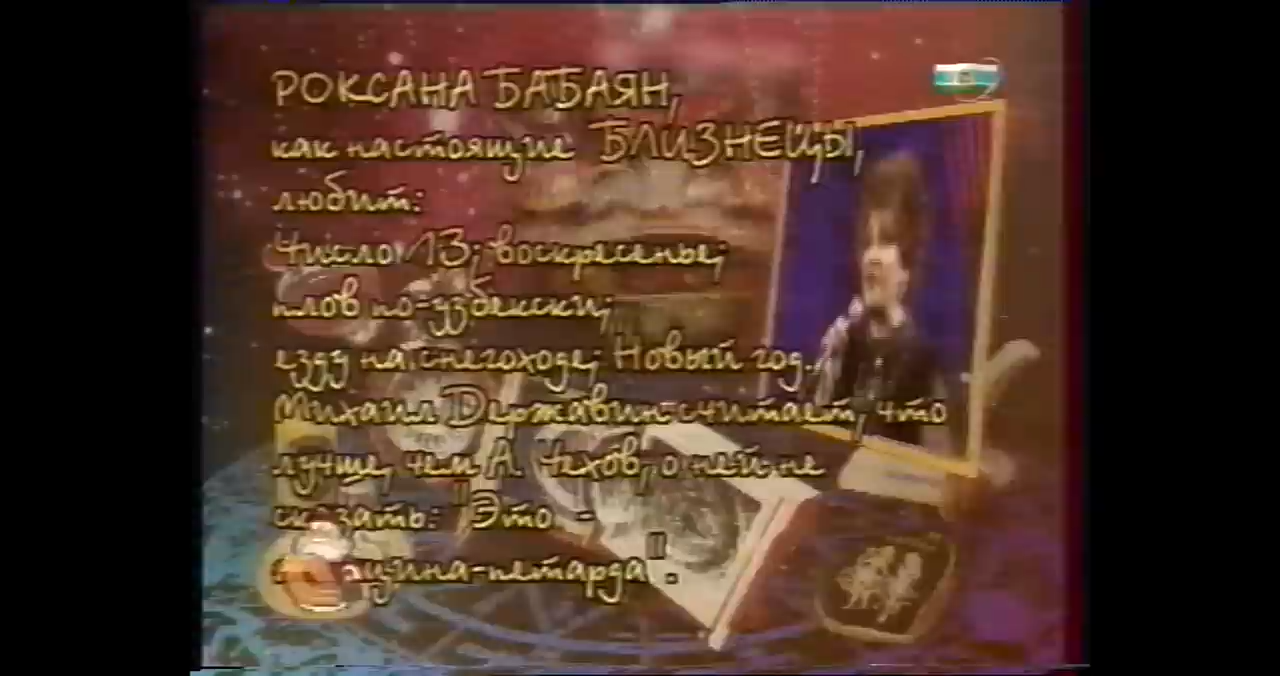 РОКСАНА БАБАЯН,
как настоящие БЛИЗНЕЦЫ,
любит:
число 13; воскресенье;
плов по-узбекски;
езду на снегоходе; Новый год.
Михаил Державин считает, что
лучше, чем А. Чехов, о ней не
сказать: "Это -
-петарда".